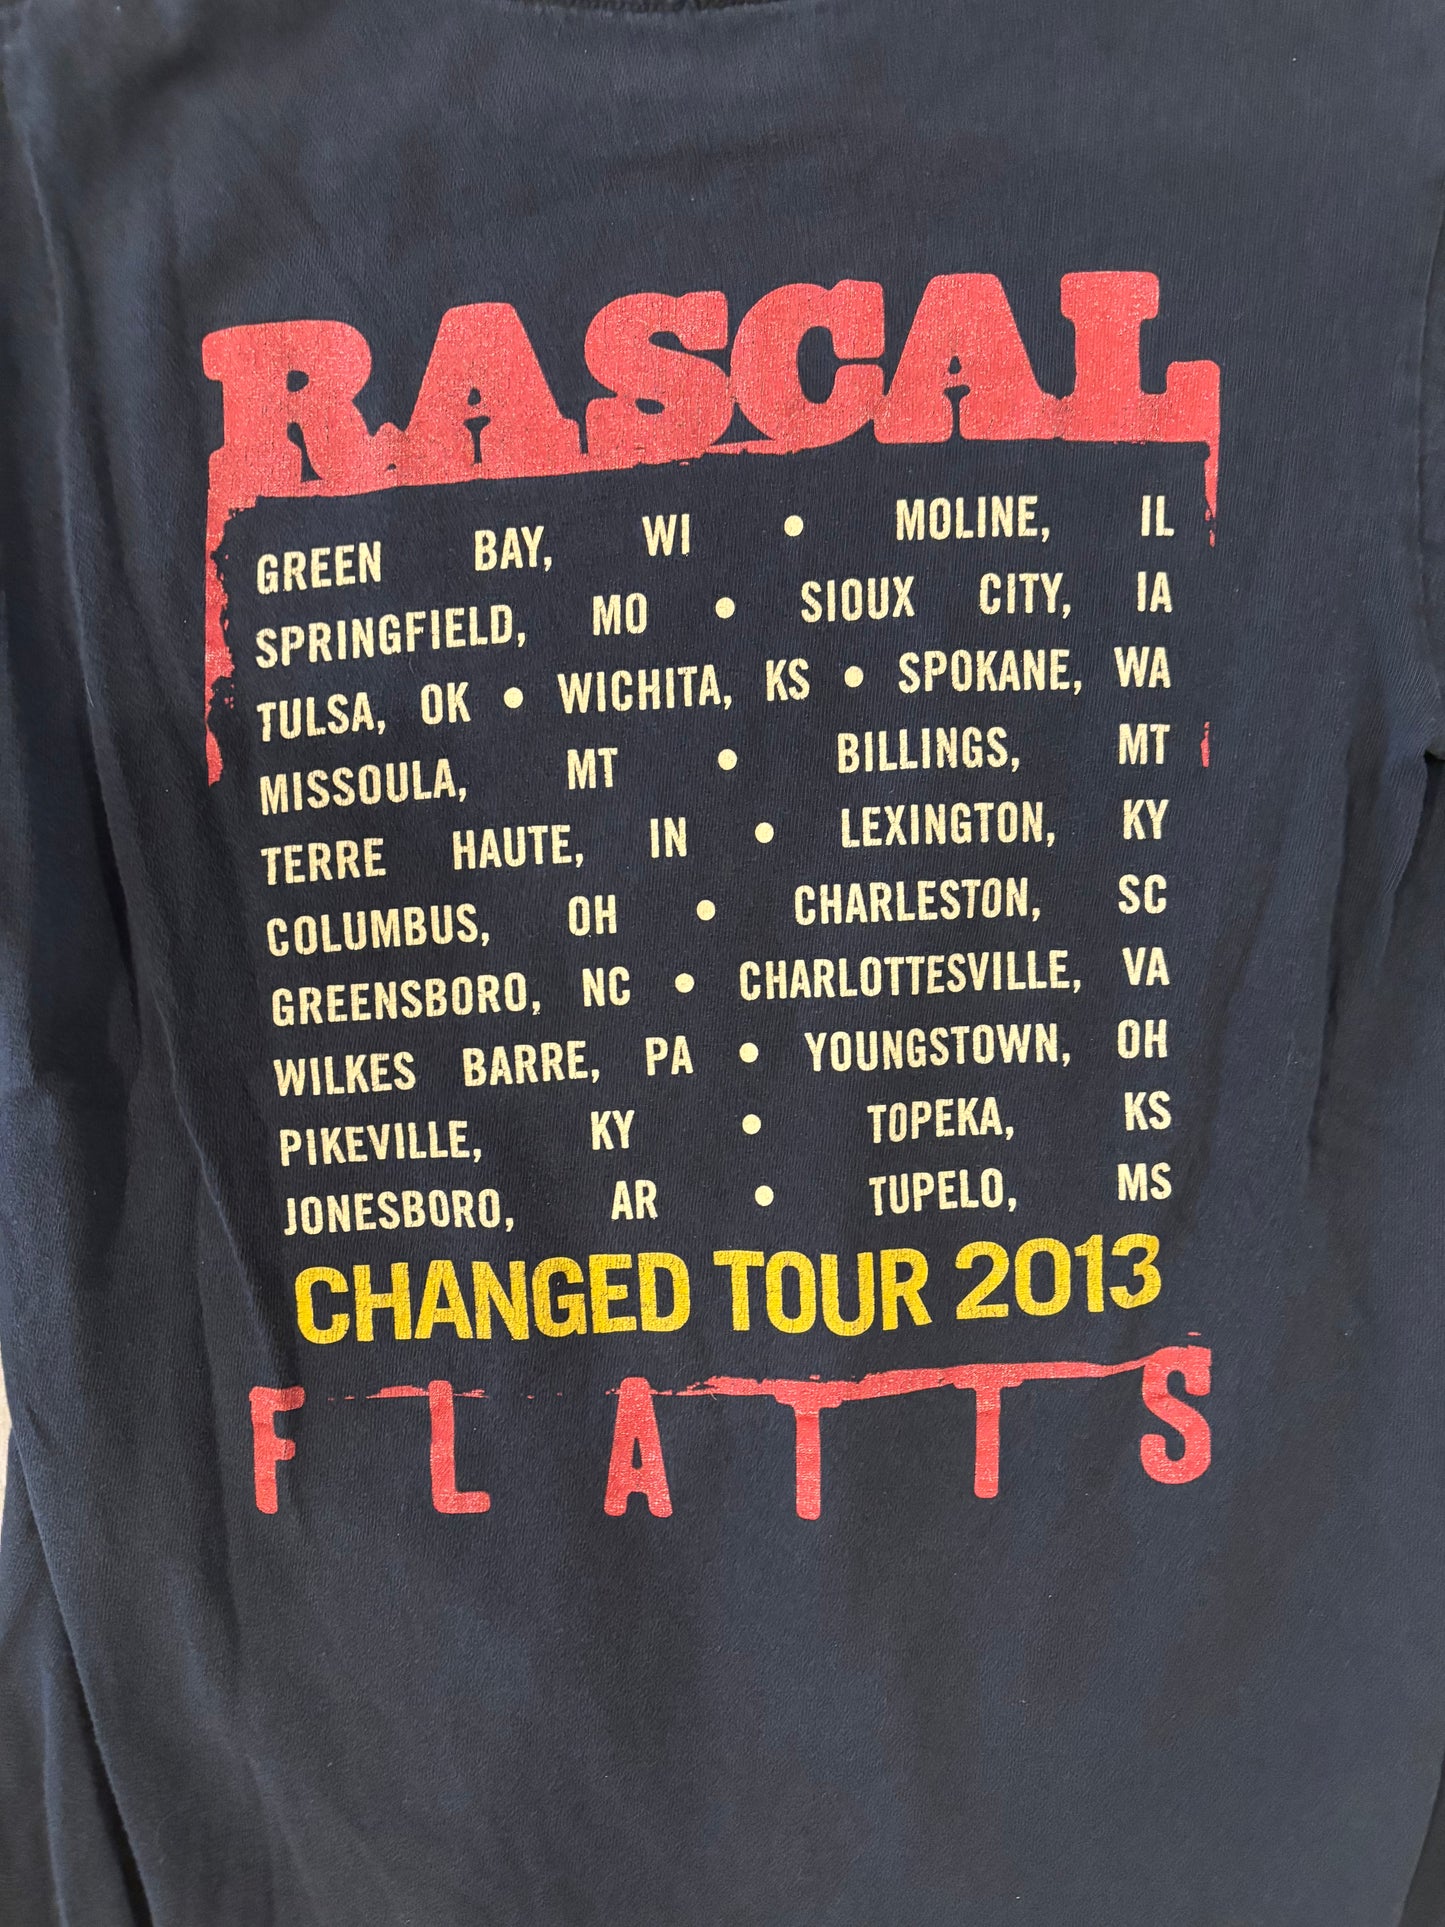 RASCAL
GREEN BAY, WI • MOLINE, IL
SPRINGFIELD, MO • SIOUX CITY, IA
TULSA, OK • WICHITA, KS • SPOKANE, WA
MISSOULA, MT • BILLINGS, MT
TERRE HAUTE, IN • LEXINGTON, KY
COLUMBUS, OH • CHARLESTON, SC
GREENSBORO, NC • CHARLOTTESVILLE, VA
WILKES BARRE, PA • YOUNGSTOWN, OH
PIKEVILLE, KY • TOPEKA, KS
JONESBORO, AR • TUPELO, MS
CHANGED TOUR 2013
FLATTS